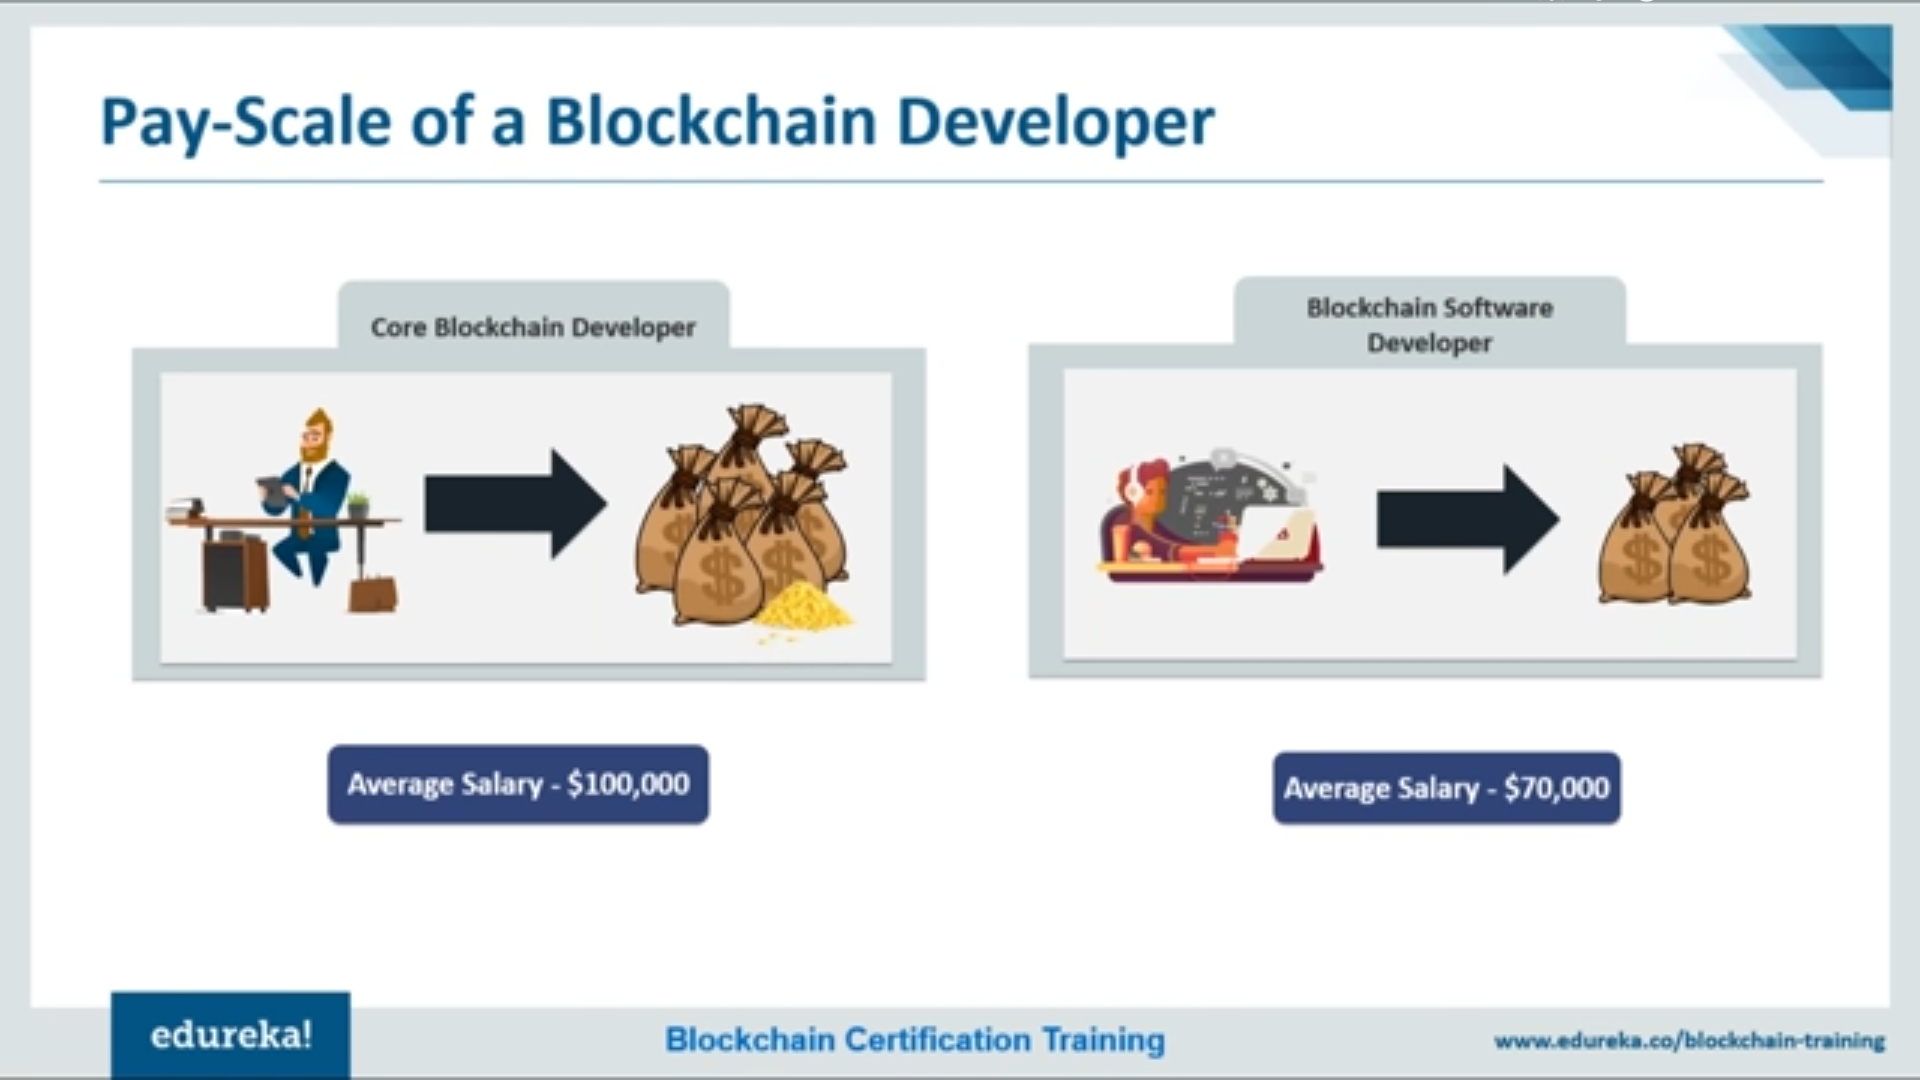 Pay-Scale of a Blockchain Developer
Core Blockchain Developer
Blockchain Software
Developer
Average Salary - $100,000
Average Salary - $70,000
edureka!
Blockchain Certification Training
www.edureka.co/blockchain-training